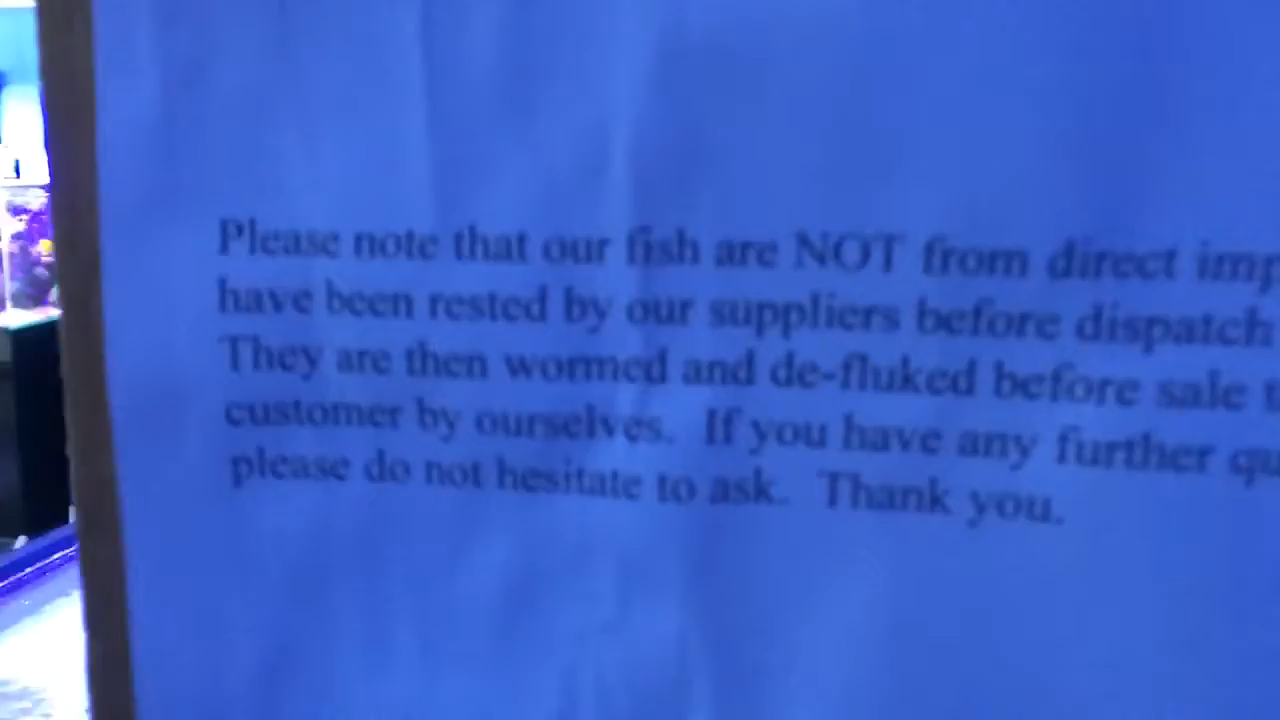 Please note that our fish are NOT from direct imp
have been rested by our suppliers before dispatch
They are then wormed and de-fluked before sale t
customer by ourselves. If you have any further qu
please do not hesitate to ask. Thank you.